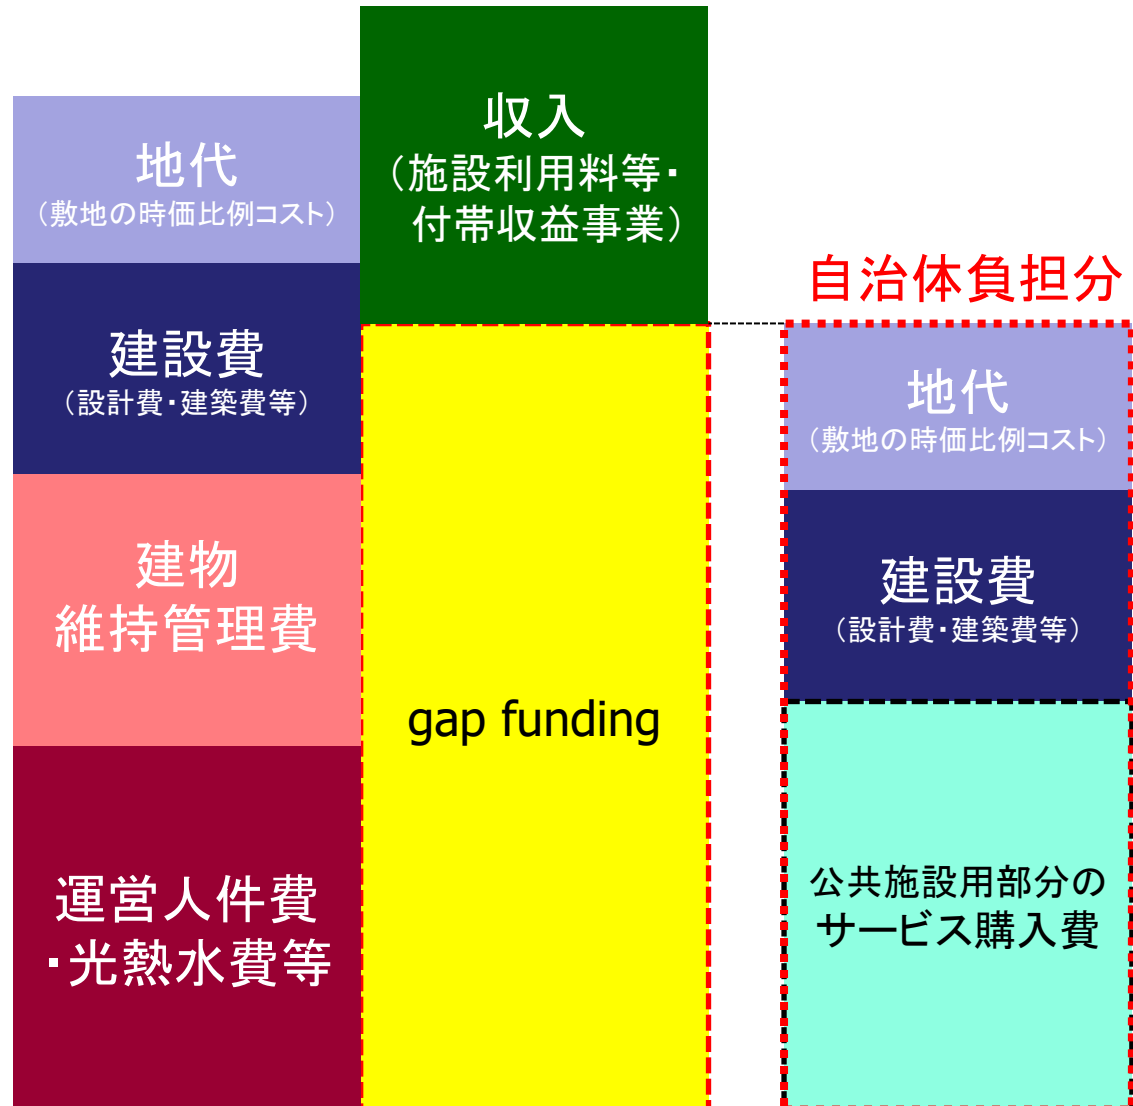 地代
（敷地の時価比例コスト）
建設費
（設計費・建築費等）
建物
維持管理費
運営人件費
・光熱水費等
収入
（施設利用料等・
付帯収益事業）
gap funding
自治体負担分
地代
（敷地の時価比例コスト）
建設費
（設計費・建築費等）
公共施設用部分の
サービス購入費